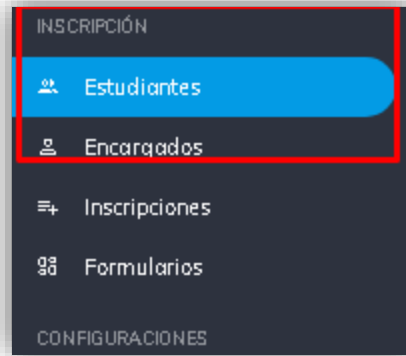 INSCRIPCIÓN
Estudiantes
Encargados
Inscripciones
Formularios
CONFIGURACIONES